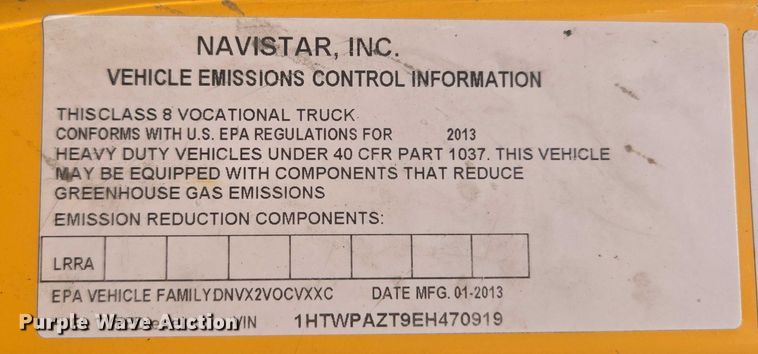 NAVISTAR, INC.
VEHICLE EMISSIONS CONTROL INFORMATION
THISCLASS 8 VOCATIONAL TRUCK
CONFORMS WITH U.S. EPA REGULATIONS FOR 2013
HEAVY DUTY VEHICLES UNDER 40 CFR PART 1037. THIS VEHICLE
MAY BE EQUIPPED WITH COMPONENTS THAT REDUCE
GREENHOUSE GAS EMISSIONS
EMISSION REDUCTION COMPONENTS:
LRRA
EPA VEHICLE FAMILYDNVX2VOCVXXC DATE MFG. 01-2013
VIN 1HTWPAZT9EH470919
Purple Wave Auction